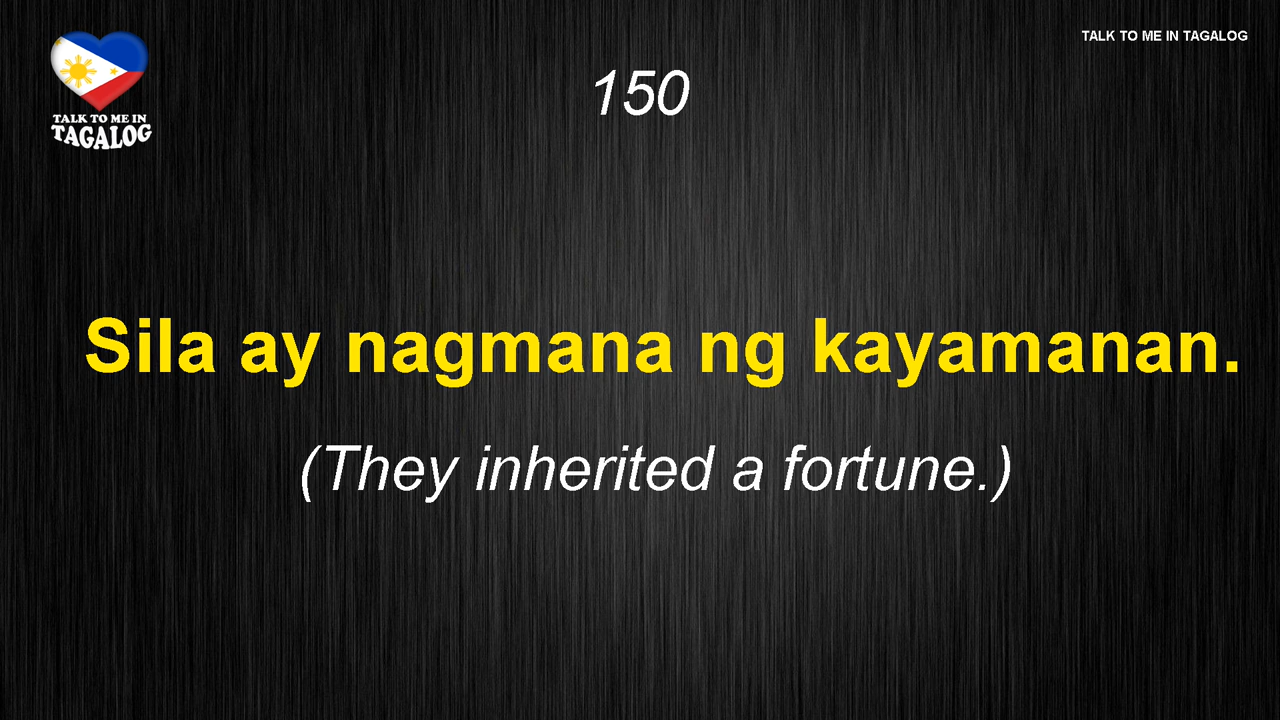 TALK TO ME IN TAGALOG
150
TALK TO ME IN
TAGALOG
Sila ay nagmana ng kayamanan.
(They inherited a fortune.)